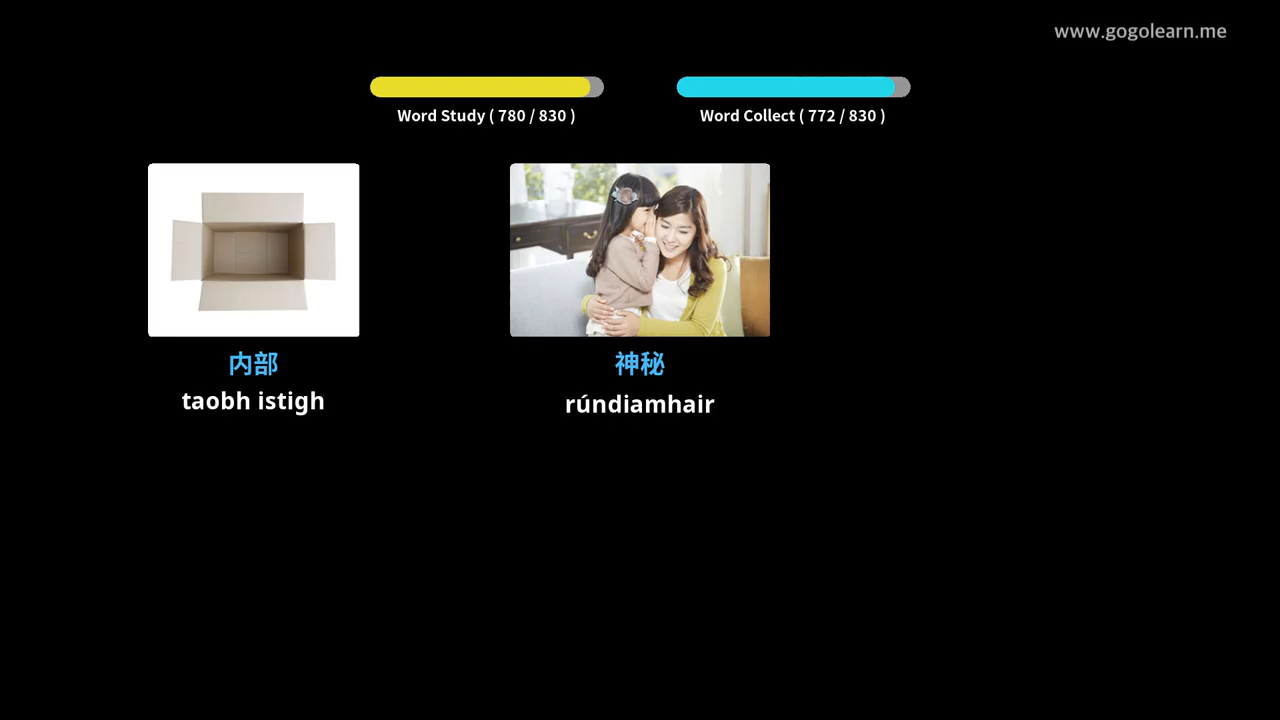 www.gogolearn.me
Word Study ( 780 / 830 )
Word Collect ( 772 / 830 )
内部
taobh istigh
神秘
rúndiamhair